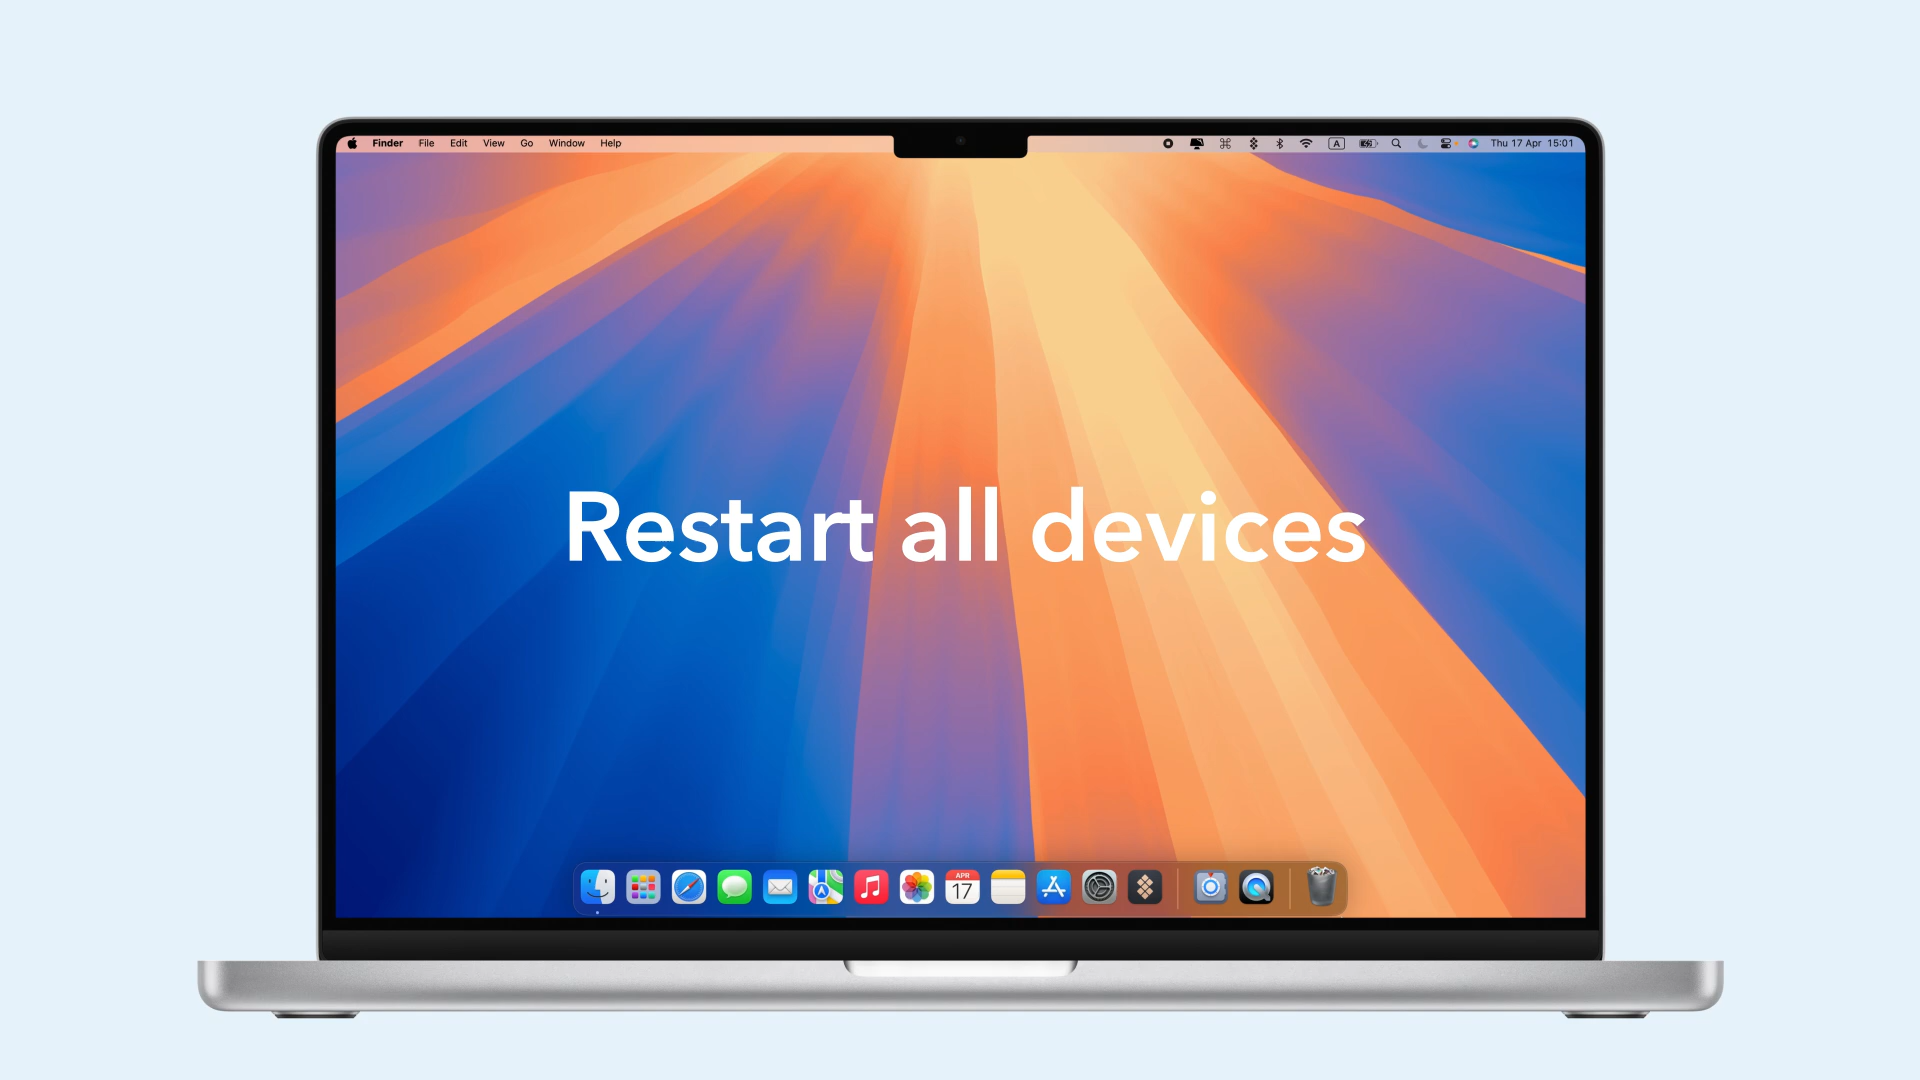 Finder File Edit View Go Window Help A Thu 17 Apr 15:01
Restart all devices
APR
17